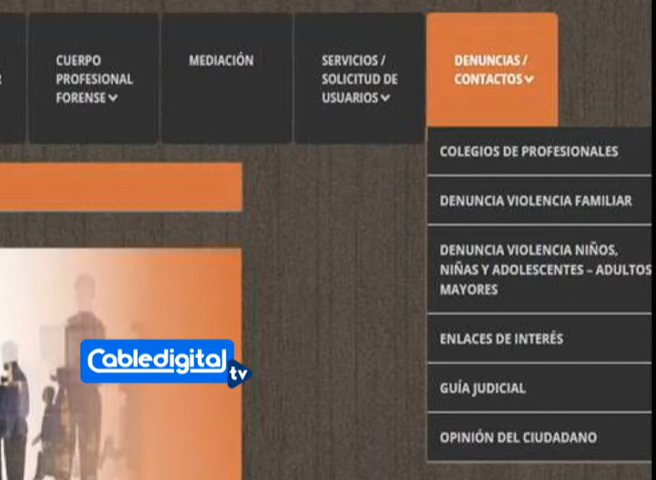 CUERPO
PROFESIONAL
FORENSE
MEDIACIÓN
SERVICIOS /
SOLICITUD DE
USUARIOS
DENUNCIAS /
CONTACTOS
COLEGIOS DE PROFESIONALES
DENUNCIA VIOLENCIA FAMILIAR
DENUNCIA VIOLENCIA NIÑOS,
NIÑAS Y ADOLESCENTES – ADULTOS
MAYORES
ENLACES DE INTERÉS
GUÍA JUDICIAL
OPINIÓN DEL CIUDADANO
Cabledigital
tv